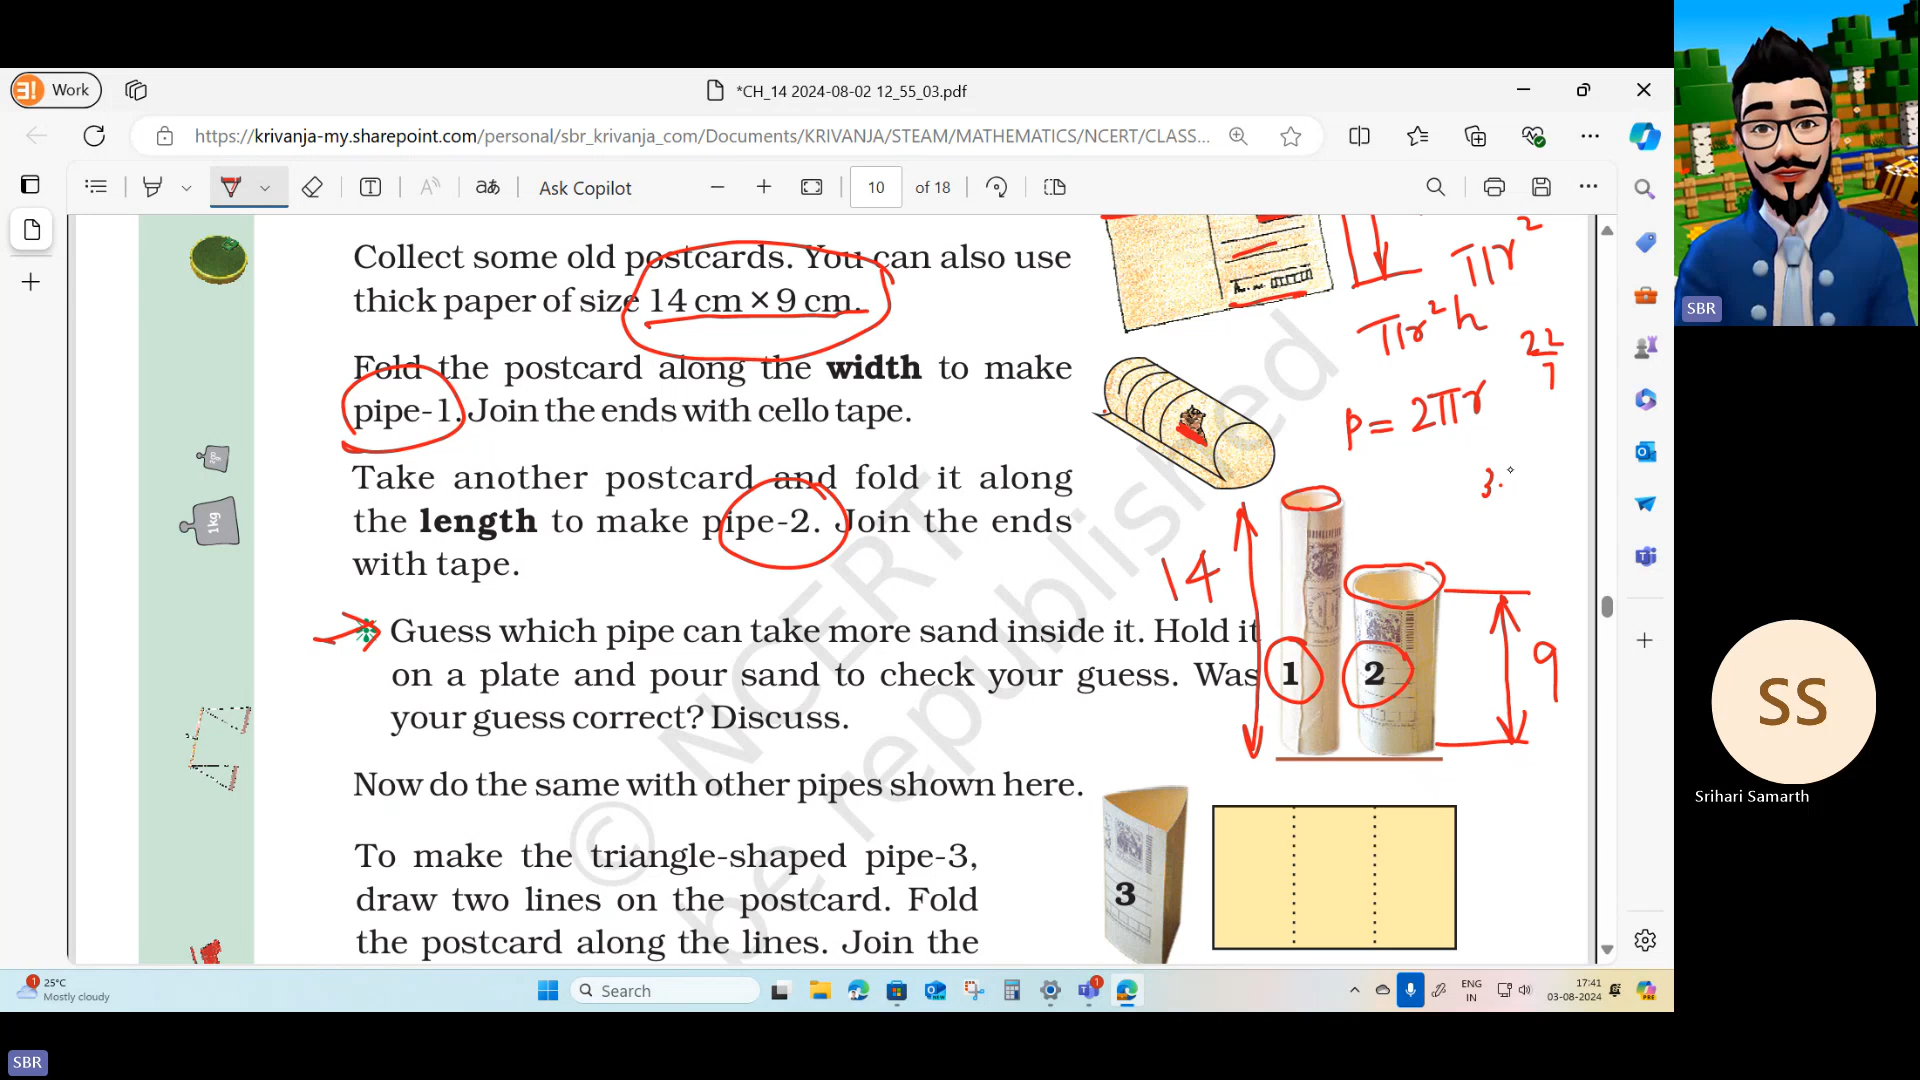 Work
*CH_14 2024-08-02 12_55_03.pdf
https://krivanja-my.sharepoint.com/personal/sbr_krivanja_com/Documents/KRIVANJA/STEAM/MATHEMATICS/NCERT/CLASS...
Ask Copilot
10 of 18
Collect some old postcards. You can also use
thick paper of size 14 cm × 9 cm.
Fold the postcard along the width to make
pipe-1. Join the ends with cello tape.
Take another postcard and fold it along
the length to make pipe-2. Join the ends
with tape.
Guess which pipe can take more sand inside it. Hold it
on a plate and pour sand to check your guess. Was
your guess correct? Discuss.
Now do the same with other pipes shown here.
To make the triangle-shaped pipe-3,
draw two lines on the postcard. Fold
the postcard along the lines. Join the
© NCERT
be republished
πr²
πr²h
22
7
p = 2πr
3.
14
9
1
2
3
1kg
SBR
SS
Srihari Samarth
1
25°C
Mostly cloudy
Search
1
ENG
IN
17:41
03-08-2024
PRE
SBR